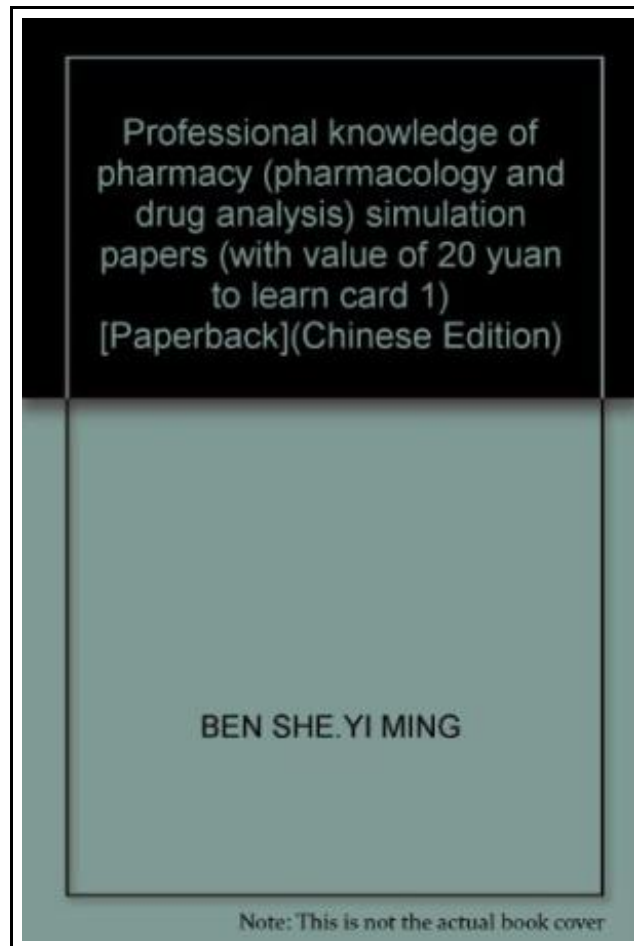 Professional knowledge of
pharmacy (pharmacology and
drug analysis) simulation
papers (with value of 20 yuan
to learn card 1)
[Paperback](Chinese Edition)
BEN SHE.YI MING
Note: This is not the actual book cover